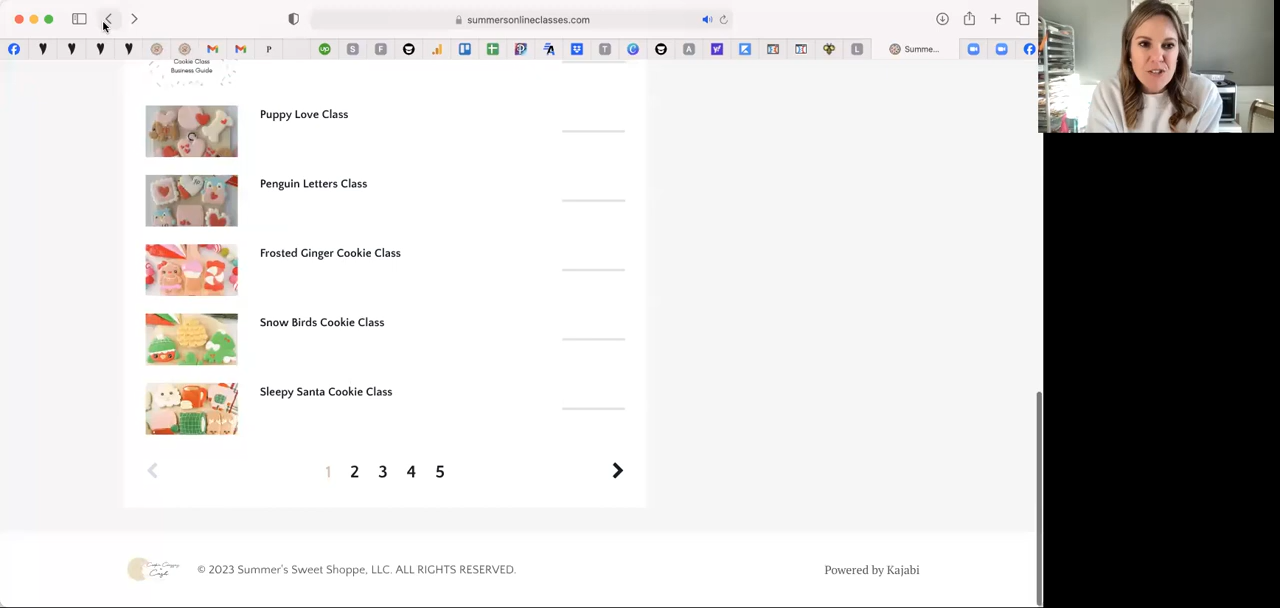 summersonlineclasses.com
Summe...
Cookie Class
Business Guide
Puppy Love Class
Penguin Letters Class
Frosted Ginger Cookie Class
Snow Birds Cookie Class
Sleepy Santa Cookie Class
1 2 3 4 5
© 2023 Summer's Sweet Shoppe, LLC. ALL RIGHTS RESERVED.
Powered by Kajabi